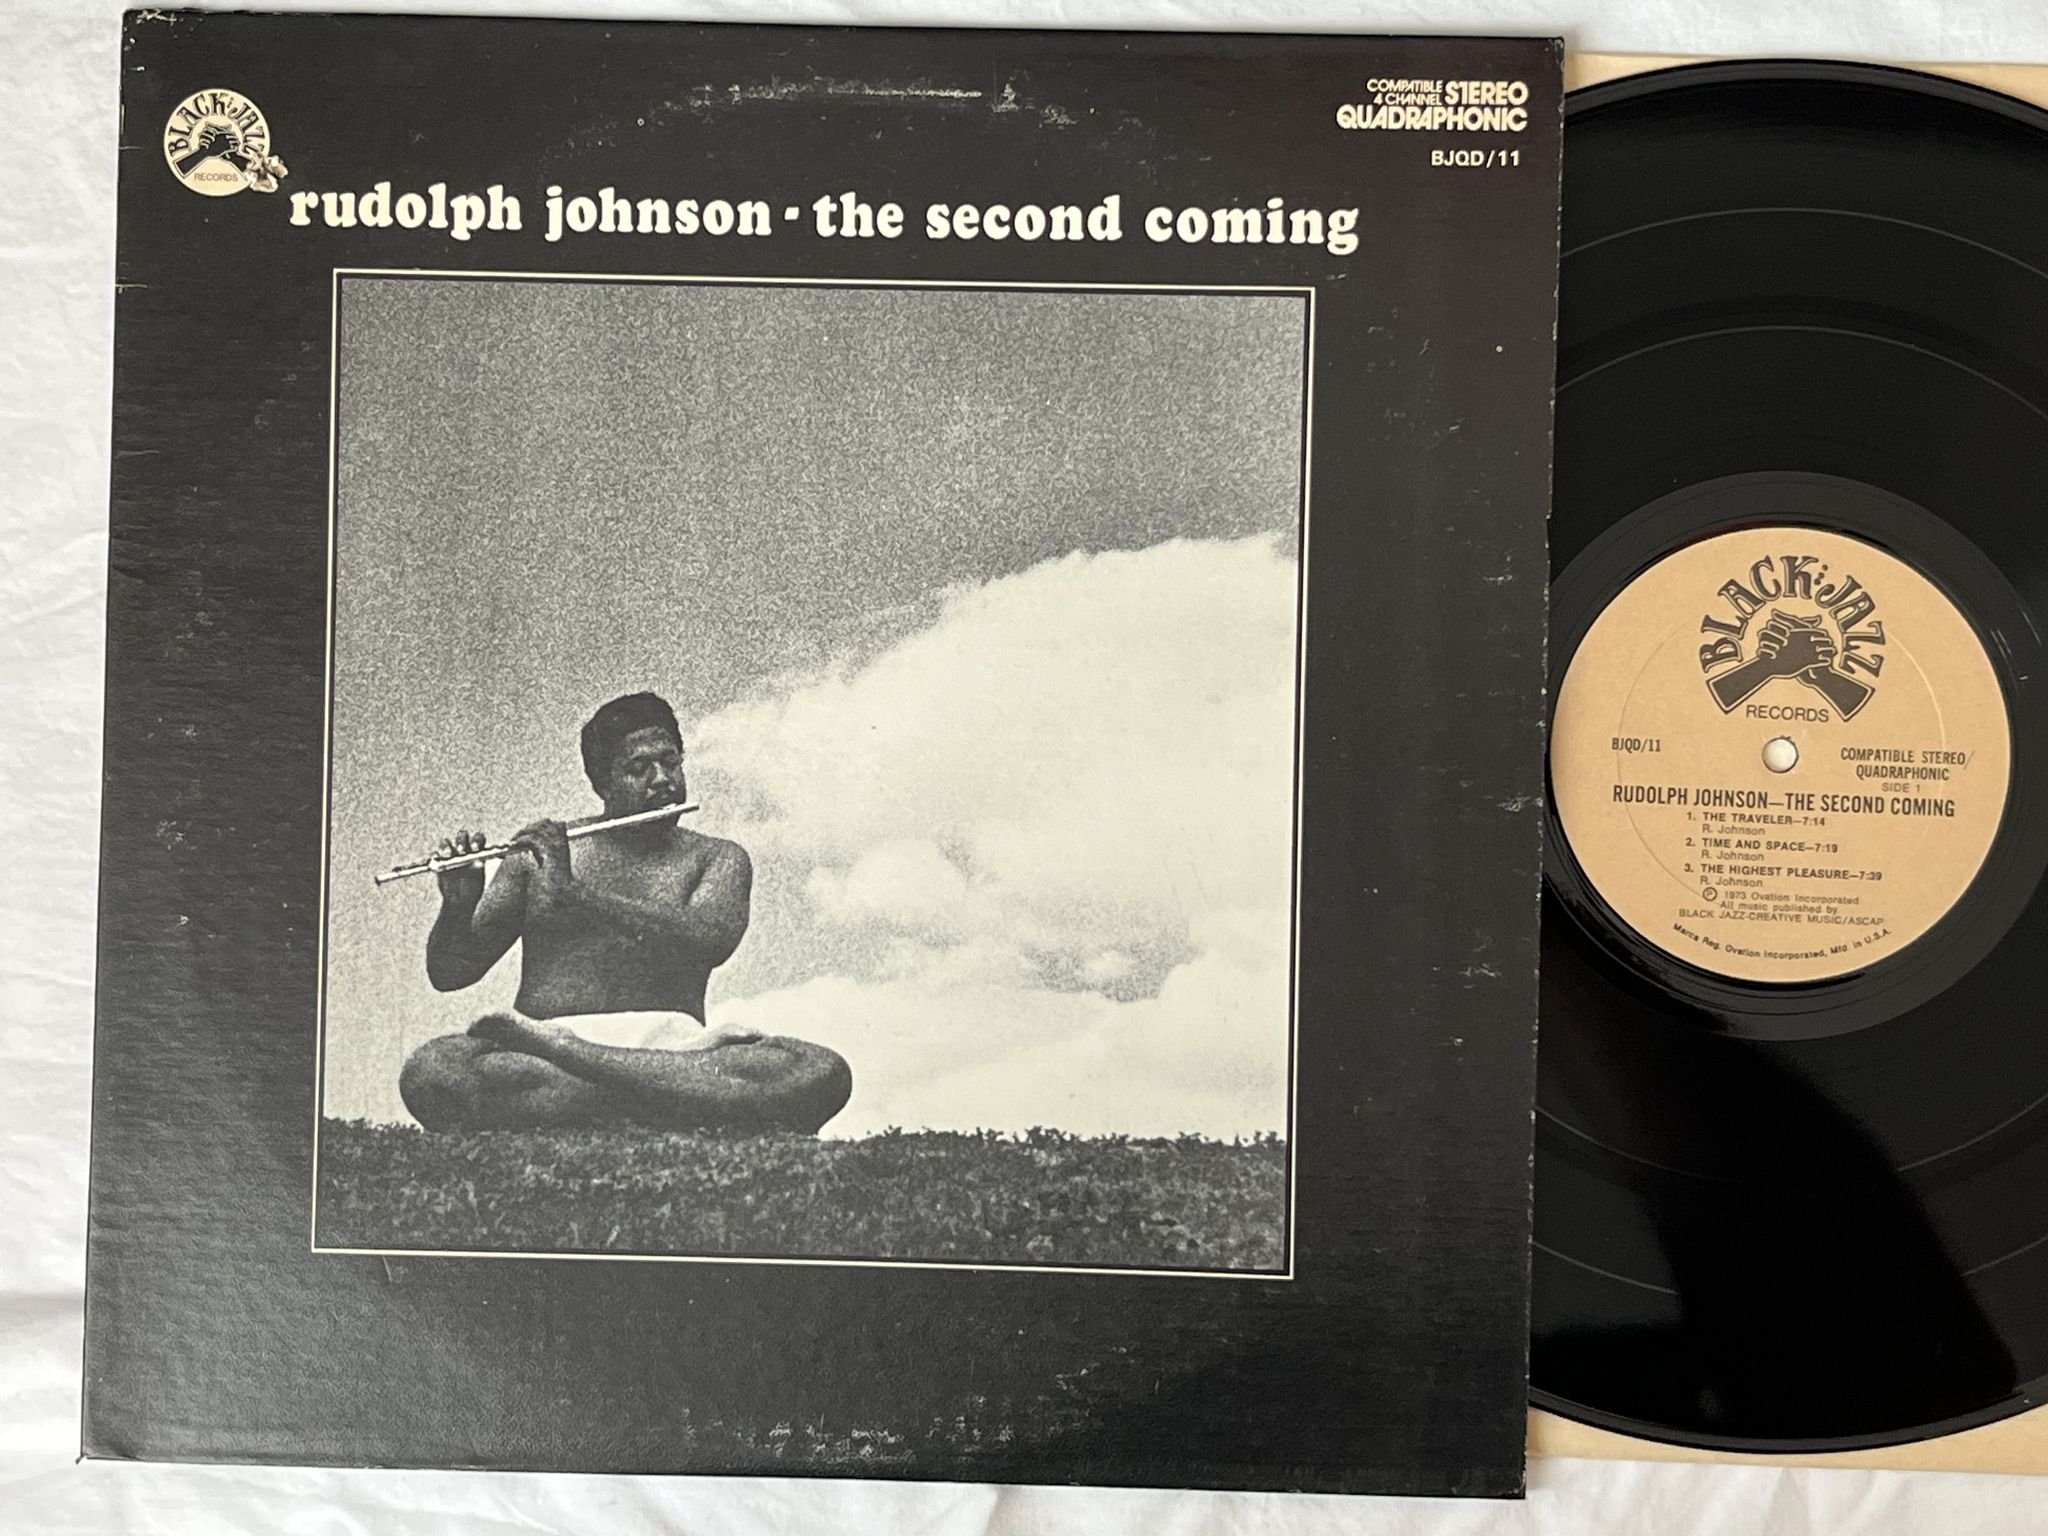 BLACK JAZZ
RECORDS
COMPATIBLE
4 CHANNEL STEREO
QUADRAPHONIC
BJQD/11
rudolph johnson - the second coming
BLACK JAZZ
RECORDS
BJQD/11
COMPATIBLE STEREO/
QUADRAPHONIC
SIDE 1
RUDOLPH JOHNSON—THE SECOND COMING
1. THE TRAVELER—7:14
R. Johnson
2. TIME AND SPACE—7:19
R. Johnson
3. THE HIGHEST PLEASURE—7:39
R. Johnson
Ⓟ 1973 Ovation Incorporated
All music published by
BLACK JAZZ-CREATIVE MUSIC/ASCAP
Marca Reg. Ovation Incorporated, Mfd. in U.S.A.